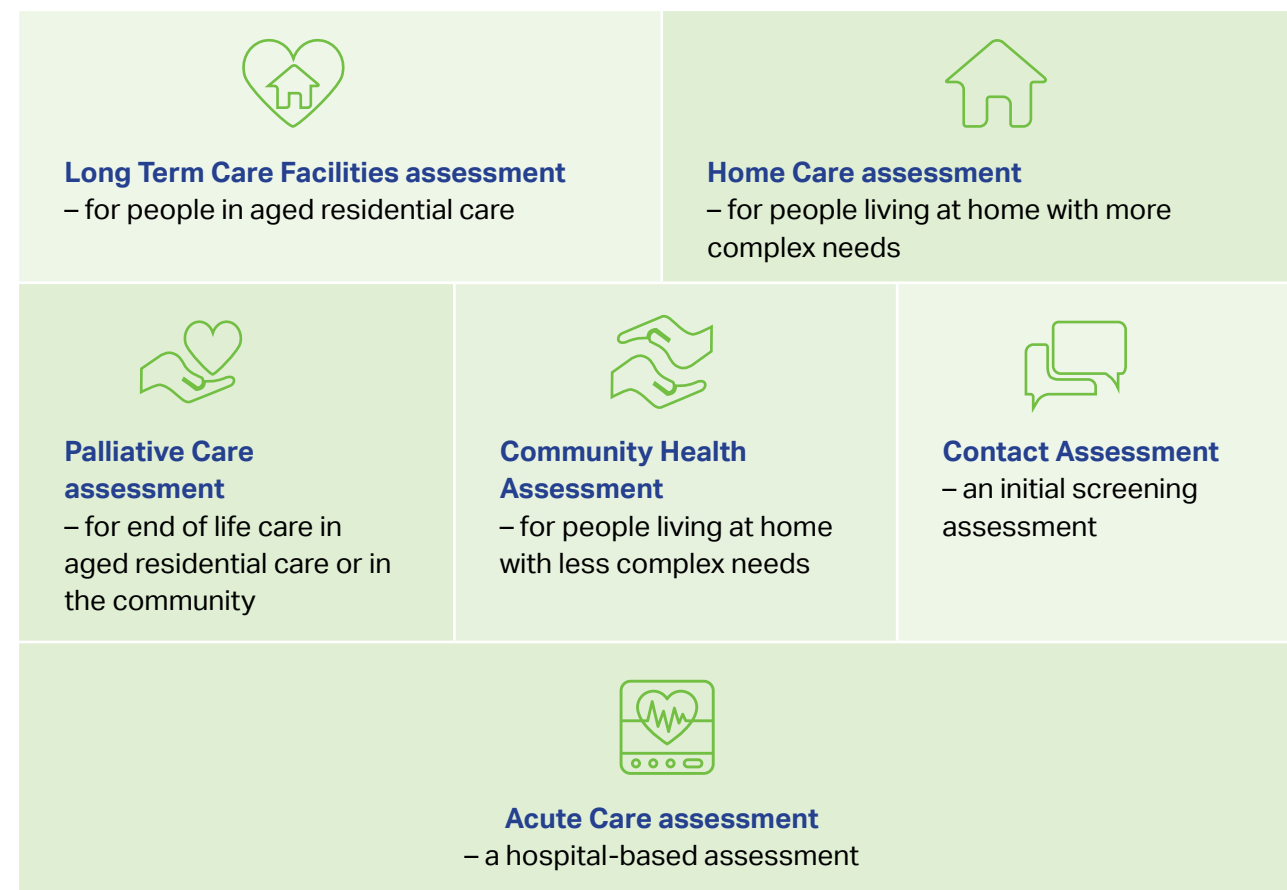 Long Term Care Facilities assessment
– for people in aged residential care
Home Care assessment
– for people living at home with more
complex needs
Palliative Care
assessment
– for end of life care in
aged residential care or in
the community
Community Health
Assessment
– for people living at home
with less complex needs
Contact Assessment
– an initial screening
assessment
Acute Care assessment
– a hospital-based assessment